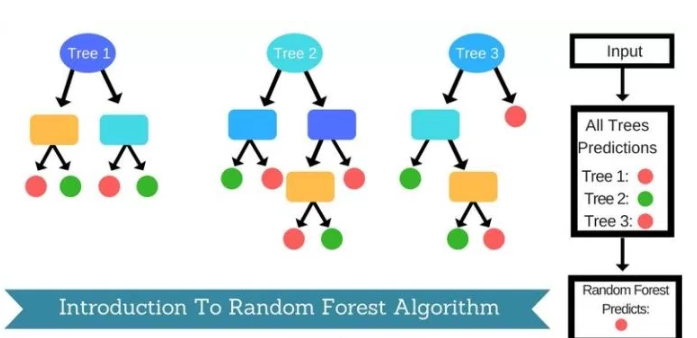 Tree 1
Tree 2
Tree 3
Input
All Trees
Predictions
Tree 1:
Tree 2:
Tree 3:
Random Forest
Predicts:
Introduction To Random Forest Algorithm